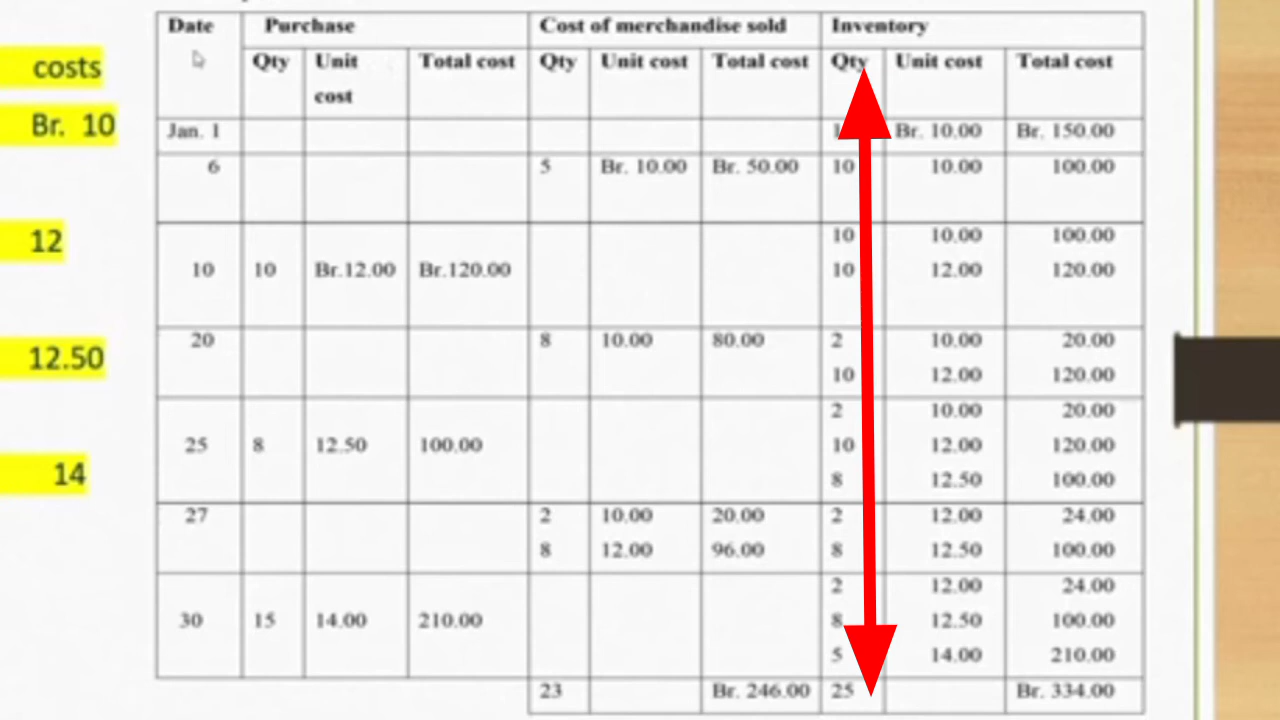 costs
Br. 10
12
12.50
14
Date Purchase Cost of merchandise sold Inventory
Qty Unit cost Total cost Qty Unit cost Total cost Qty Unit cost Total cost
Jan. 1 Br. 10.00 Br. 150.00
6 5 Br. 10.00 Br. 50.00 10 10.00 100.00
10 10.00 100.00
10 10 Br.12.00 Br.120.00 10 12.00 120.00
20 8 10.00 80.00 2 10.00 20.00
10 12.00 120.00
2 10.00 20.00
25 8 12.50 100.00 10 12.00 120.00
8 12.50 100.00
27 2 10.00 20.00 2 12.00 24.00
8 12.00 96.00 8 12.50 100.00
2 12.00 24.00
30 15 14.00 210.00 8 12.50 100.00
5 14.00 210.00
23 Br. 246.00 25 Br. 334.00